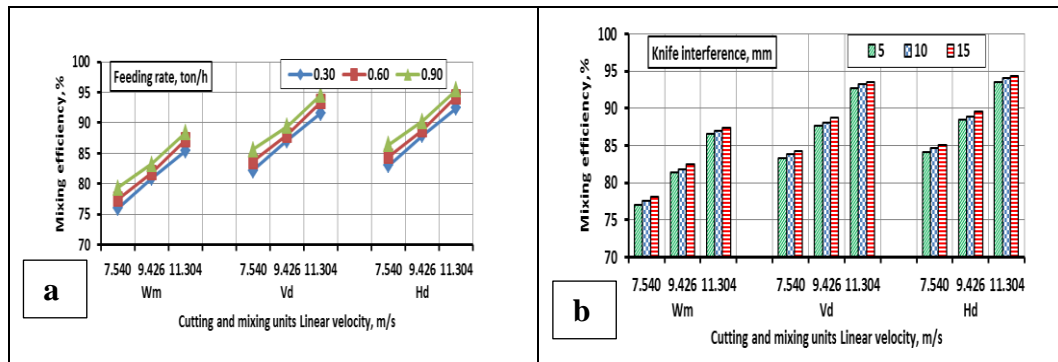 100
95
90
85
80
75
70
Mixing efficiency, %
Feeding rate, ton/h
0.30 0.60 0.90
7.540 9.426 11.304 7.540 9.426 11.304 7.540 9.426 11.304
Wm Vd Hd
Cutting and mixing units Linear velocity, m/s
a
100
95
90
85
80
75
70
Mixing efficiency, %
Knife interference, mm
5 10 15
7.540 9.426 11.304 7.540 9.426 11.304 7.540 9.426 11.304
Wm Vd Hd
Cutting and mixing units Linear velocity, m/s
b